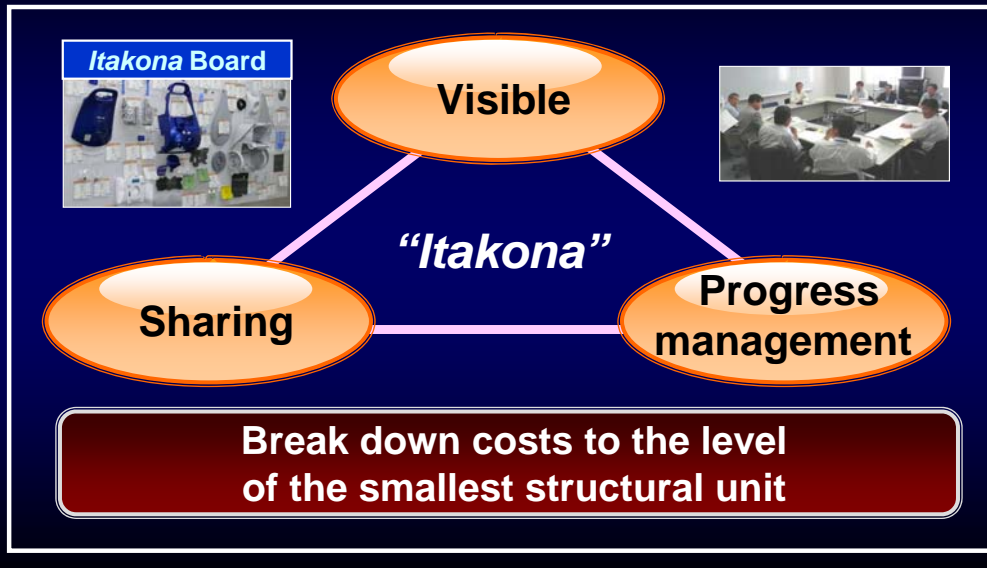 Itakona Board
Visible
“Itakona”
Sharing
Progress
management
Break down costs to the level
of the smallest structural unit